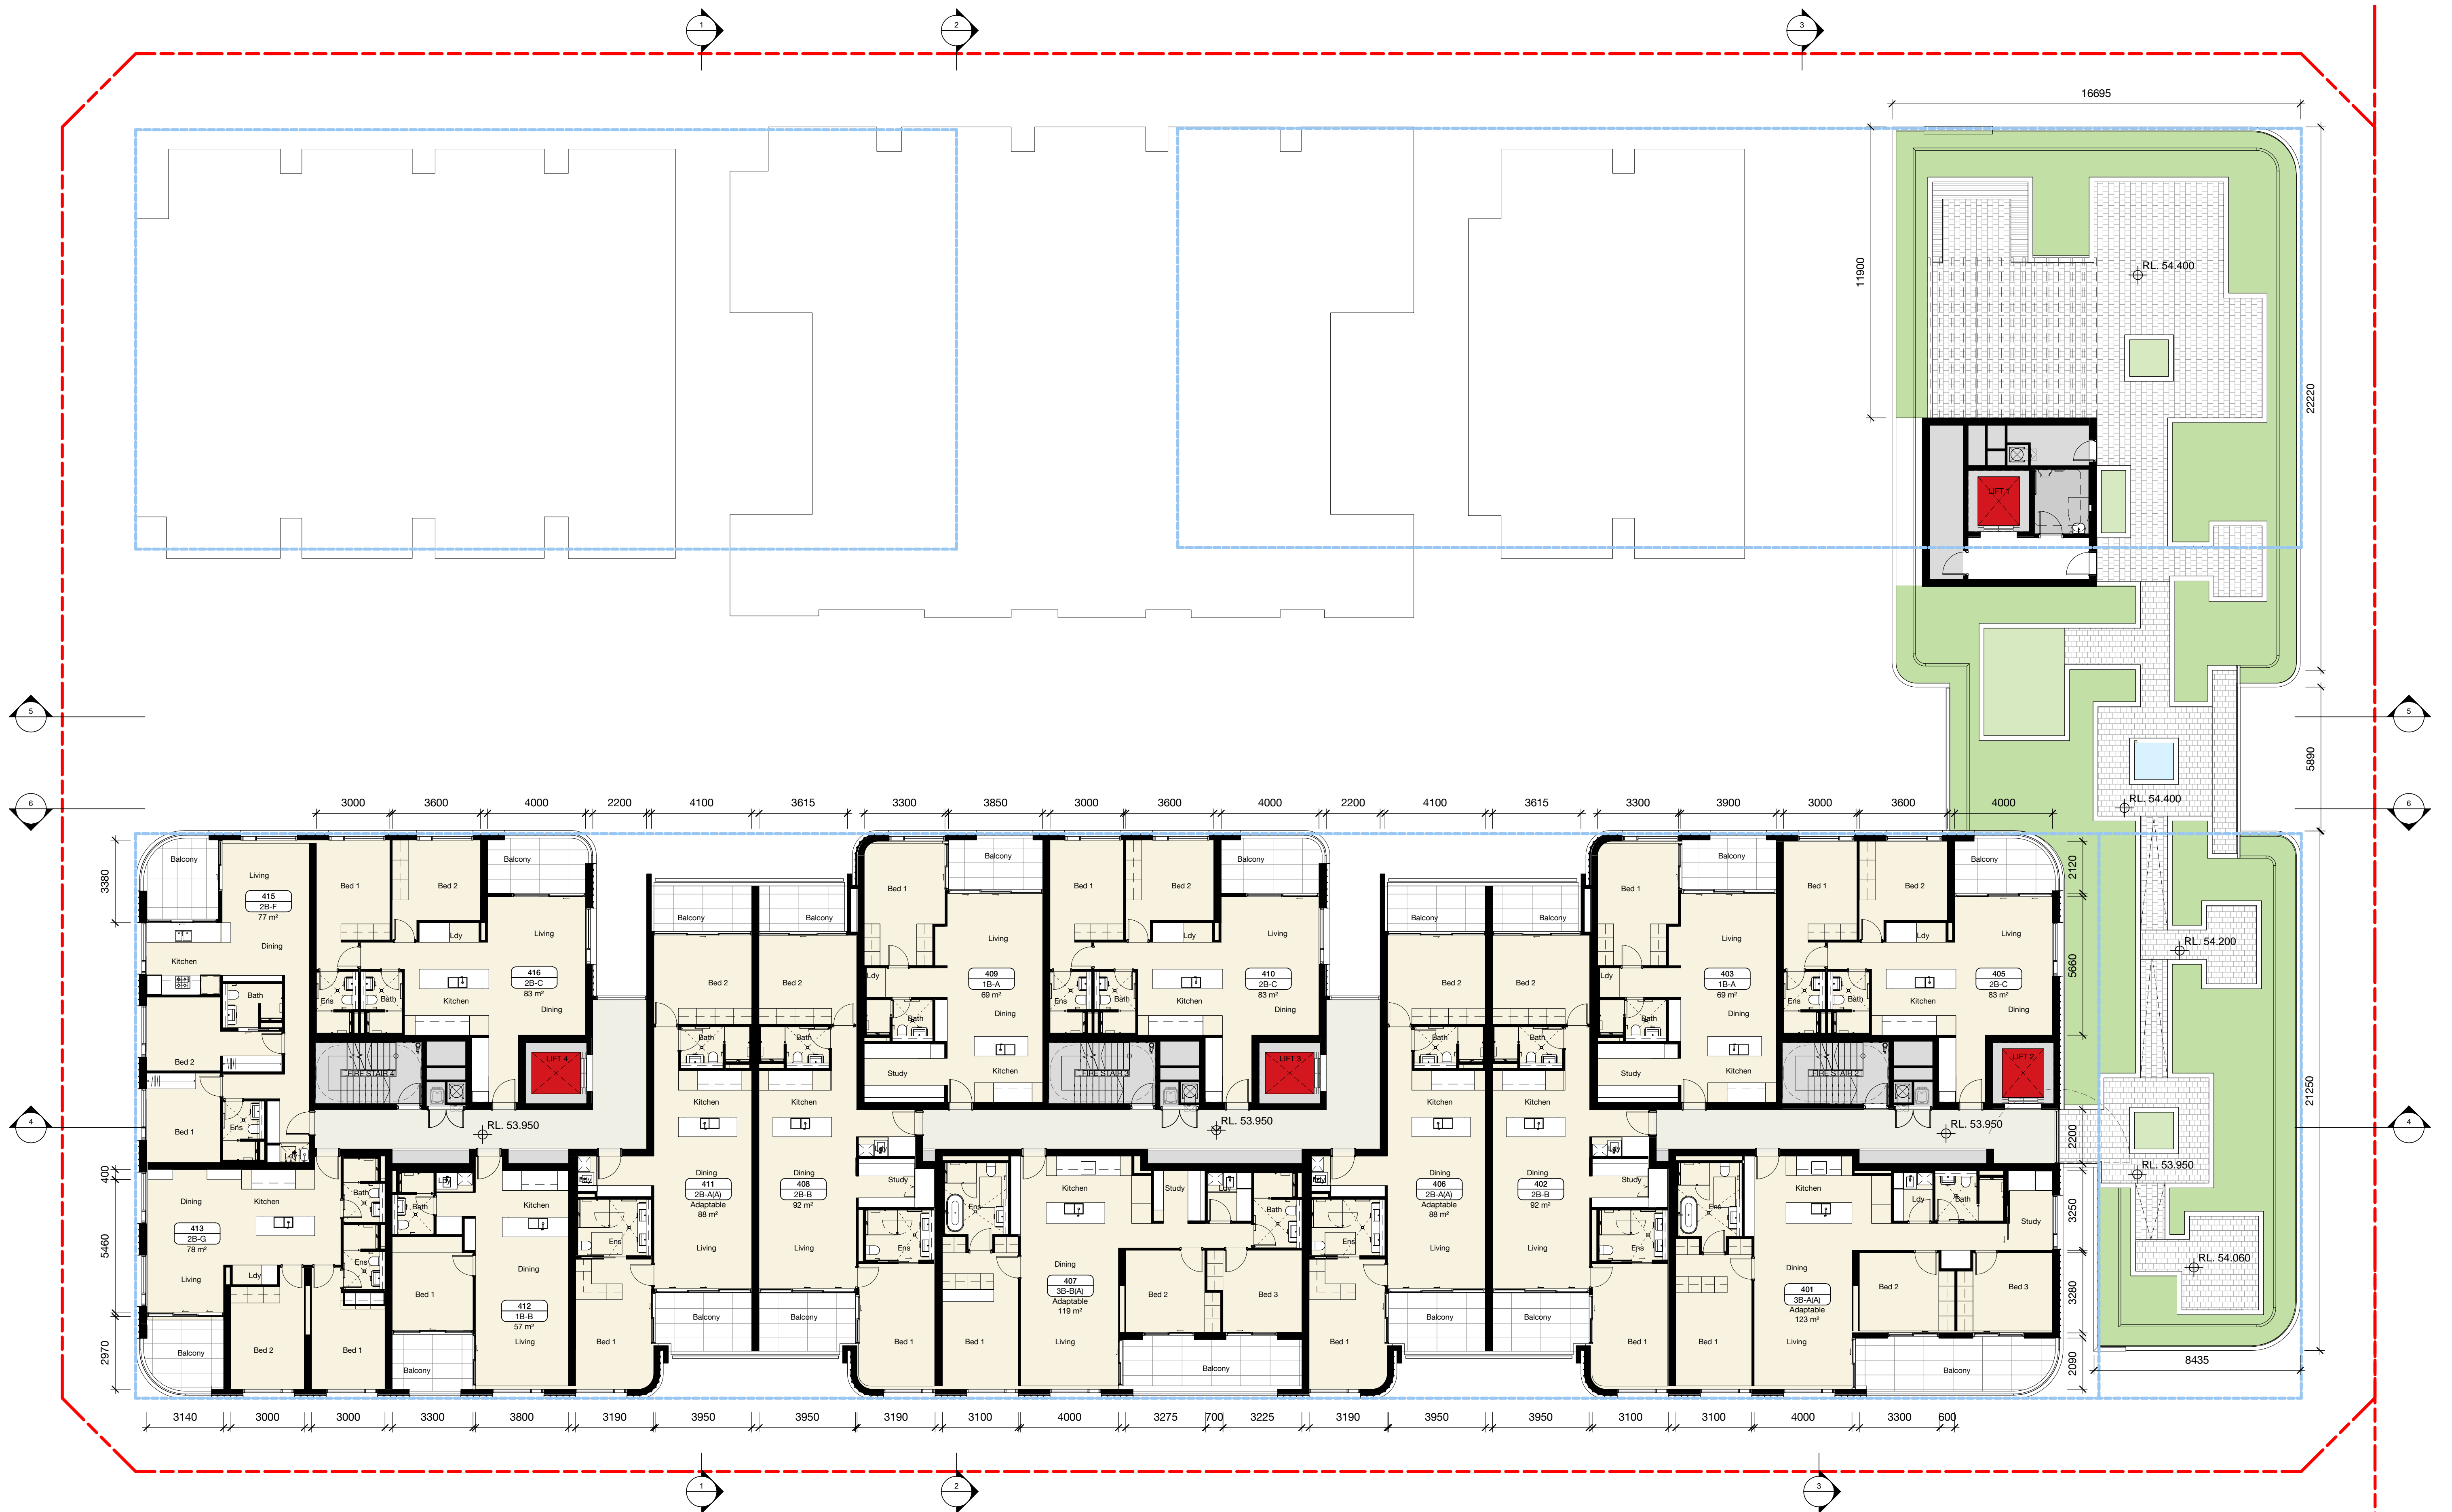 1
2
3
16695
11900
22220
RL. 54.400
LIFT 1
5
5
5890
6
6
RL. 54.400
3000
3600
4000
2200
4100
3615
3300
3850
3000
3600
4000
2200
4100
3615
3300
3900
3000
3600
4000
3380
Balcony
Living
415
2B-F
77 m²
Dining
Kitchen
Bath
Bed 2
Bed 1
Ens
Ldy
Bed 1
Bed 2
Balcony
Ldy
Living
416
2B-C
83 m²
Ens
Bath
Kitchen
Dining
FIRE STAIR 4
LIFT 4
RL. 53.950
Balcony
Bed 2
Bath
Kitchen
Dining
411
2B-A(A)
Adaptable
88 m²
Living
Balcony
Ldy
Ens
Bed 1
Balcony
Bed 2
Bath
Kitchen
Dining
408
2B-B
92 m²
Living
Balcony
Study
Ens
Bed 1
Bed 1
Balcony
Living
409
1B-A
69 m²
Ldy
Bath
Dining
Study
Kitchen
Bed 1
Bed 2
Balcony
Ldy
Living
410
2B-C
83 m²
Ens
Bath
Kitchen
Dining
FIRE STAIR 3
LIFT 3
RL. 53.950
Balcony
Bed 2
Bath
Kitchen
Dining
406
2B-A(A)
Adaptable
88 m²
Living
Balcony
Ldy
Ens
Bed 1
Balcony
Bed 2
Bath
Kitchen
Dining
402
2B-B
92 m²
Living
Balcony
Study
Ens
Bed 1
Bed 1
Balcony
Living
403
1B-A
69 m²
Ldy
Bath
Dining
Study
Kitchen
Bed 1
Bed 2
Balcony
Ldy
Living
405
2B-C
83 m²
Ens
Bath
Kitchen
Dining
FIRE STAIR 2
LIFT 2
RL. 53.950
2120
5660
2200
3250
3280
2090
RL. 54.200
RL. 53.950
RL. 54.060
21250
8435
4
4
400
5460
2970
Dining
Kitchen
413
2B-G
78 m²
Living
Balcony
Ldy
Bed 2
Bed 1
Bath
Ens
Ldy
Bath
Kitchen
Bed 1
Dining
412
1B-B
57 m²
Living
Balcony
Ens
Kitchen
Study
Ldy
Bath
Dining
407
3B-B(A)
Adaptable
119 m²
Bed 2
Bed 3
Bed 1
Living
Balcony
Ens
Kitchen
Ldy
Bath
Study
Dining
401
3B-A(A)
Adaptable
123 m²
Bed 2
Bed 3
Bed 1
Living
Balcony
3140
3000
3000
3300
3800
3190
3950
3950
3190
3100
4000
3275
700
3225
3190
3950
3950
3100
3100
4000
3300
600
1
2
3